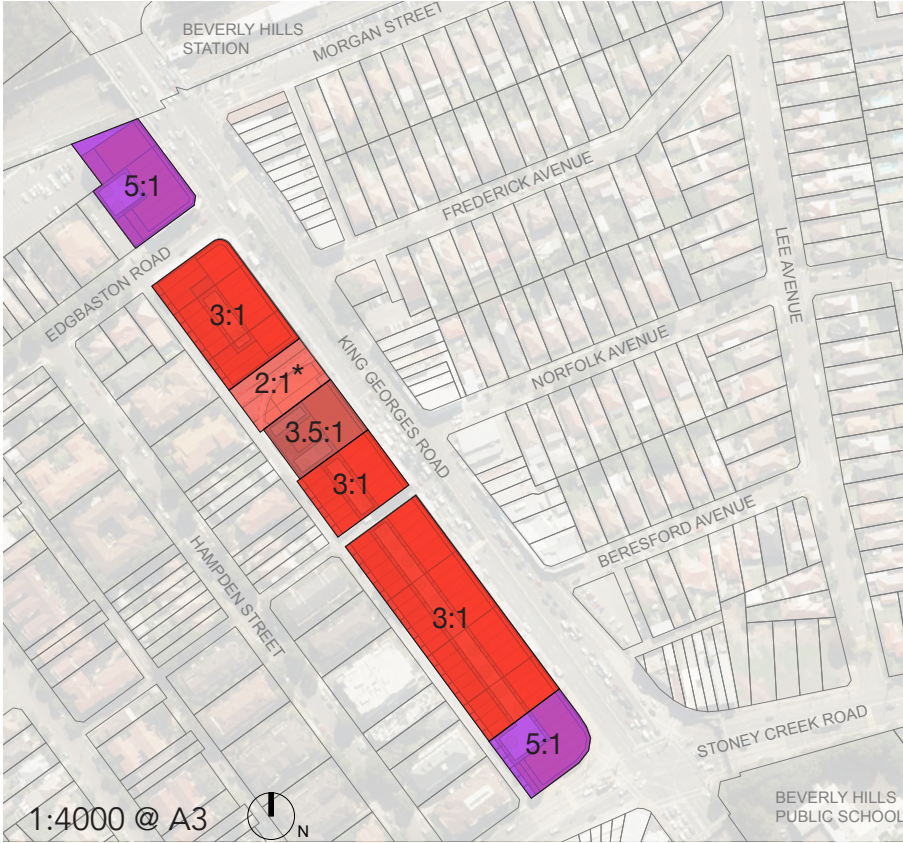 BEVERLY HILLS
STATION
MORGAN STREET
5:1
FREDERICK AVENUE
EDGBASTON ROAD
LEE AVENUE
3:1
KING GEORGES ROAD
NORFOLK AVENUE
2:1*
3.5:1
3:1
BERESFORD AVENUE
HAMPDEN STREET
3:1
STONEY CREEK ROAD
5:1
BEVERLY HILLS
PUBLIC SCHOOL
1:4000 @ A3
N